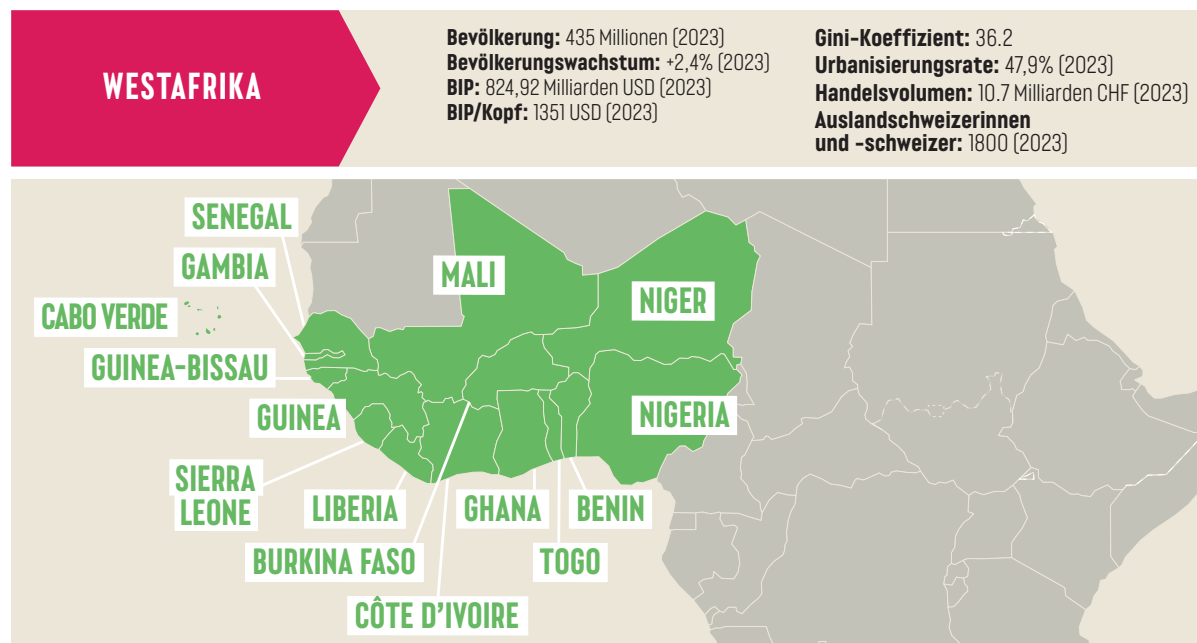 WESTAFRIKA
Bevölkerung: 435 Millionen (2023)
Bevölkerungswachstum: +2,4% (2023)
BIP: 824,92 Milliarden USD (2023)
BIP/Kopf: 1351 USD (2023)
Gini-Koeffizient: 36.2
Urbanisierungsrate: 47,9% (2023)
Handelsvolumen: 10.7 Milliarden CHF (2023)
Auslandschweizerinnen
und -schweizer: 1800 (2023)
SENEGAL
GAMBIA
MALI
CABO VERDE
NIGER
GUINEA-BISSAU
GUINEA
NIGERIA
SIERRA
LEONE
LIBERIA
GHANA
BENIN
BURKINA FASO
TOGO
CÔTE D'IVOIRE